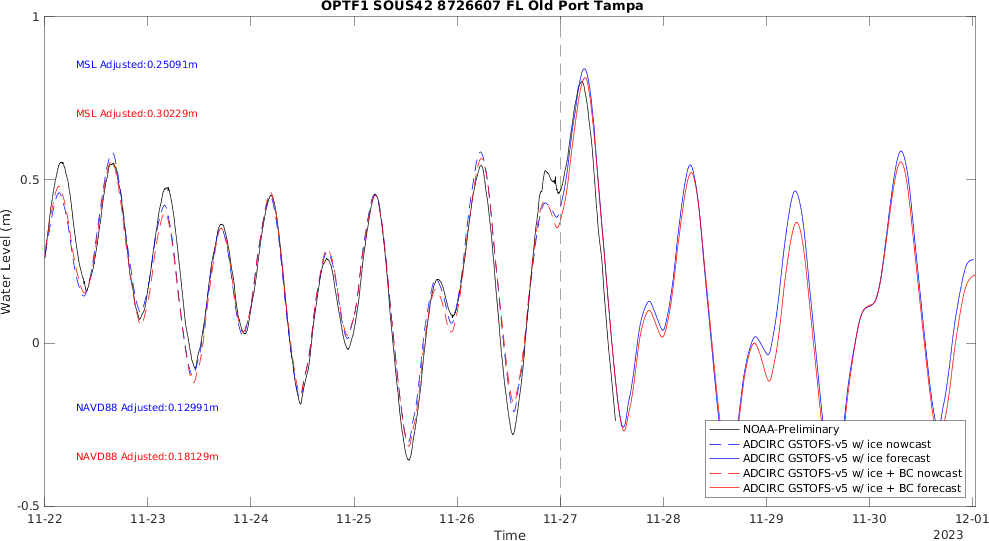 OPTF1 SOUS42 8726607 FL Old Port Tampa
1
MSL Adjusted:0.25091m
MSL Adjusted:0.30229m
0.5
Water Level (m)
0
NAVD88 Adjusted:0.12991m
NAVD88 Adjusted:0.18129m
-0.5
NOAA-Preliminary
ADCIRC GSTOFS-v5 w/ ice nowcast
ADCIRC GSTOFS-v5 w/ ice forecast
ADCIRC GSTOFS-v5 w/ ice + BC nowcast
ADCIRC GSTOFS-v5 w/ ice + BC forecast
11-22 11-23 11-24 11-25 11-26 11-27 11-28 11-29 11-30 12-01
Time
2023